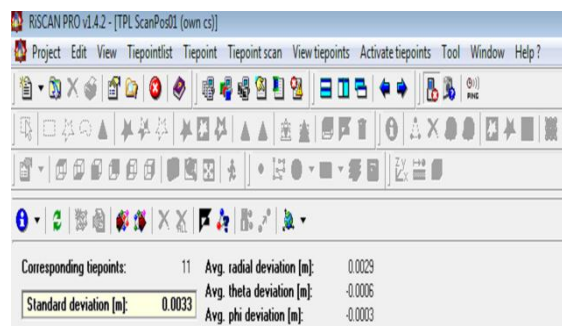 RiSCAN PRO v1.4.2 - [TPL ScanPos01 (own cs)]
Project Edit View Tiepointlist Tiepoint Tiepoint scan View tiepoints Activate tiepoints Tool Window Help ?
PING
Corresponding tiepoints: 11 Avg. radial deviation [m]: 0.0029
Avg. theta deviation [m]: -0.0006
Standard deviation [m]: 0.0033
Avg. phi deviation [m]: -0.0003